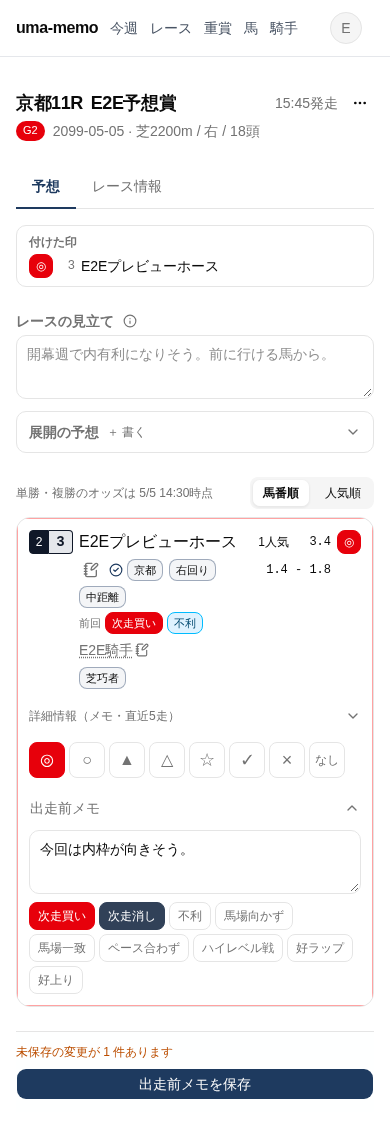 uma-memo 今週 レース 重賞 馬 騎手 E
京都11R E2E予想賞 15:45発走 ···
G2 2099-05-05 · 芝2200m / 右 / 18頭
予想 レース情報
付けた印
◎ 3 E2Eプレビューホース
レースの見立て
開幕週で内有利になりそう。前に行ける馬から。
展開の予想 + 書く
単勝・複勝のオッズは 5/5 14:30時点 馬番順 人気順
2 3 E2Eプレビューホース 1人気 3.4 ◎
京都 右回り 1.4 - 1.8
中距離
前回 次走買い 不利
E2E騎手
芝巧者
詳細情報（メモ・直近5走）
◎ ○ ▲ △ ☆ ✓ × なし
出走前メモ
今回は内枠が向きそう。
次走買い 次走消し 不利 馬場向かず
馬場一致 ペース合わず ハイレベル戦 好ラップ
好上り
未保存の変更が 1 件あります
出走前メモを保存